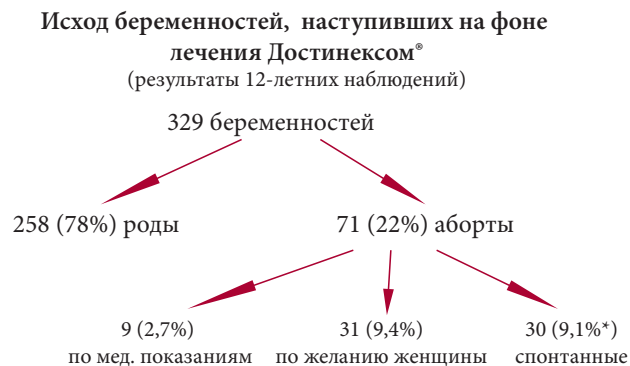 Исход беременностей, наступивших на фоне
лечения Достинексом®
(результаты 12-летних наблюдений)
329 беременностей
258 (78%) роды
71 (22%) аборты
9 (2,7%)
по мед. показаниям
31 (9,4%)
по желанию женщины
30 (9,1%*)
спонтанные